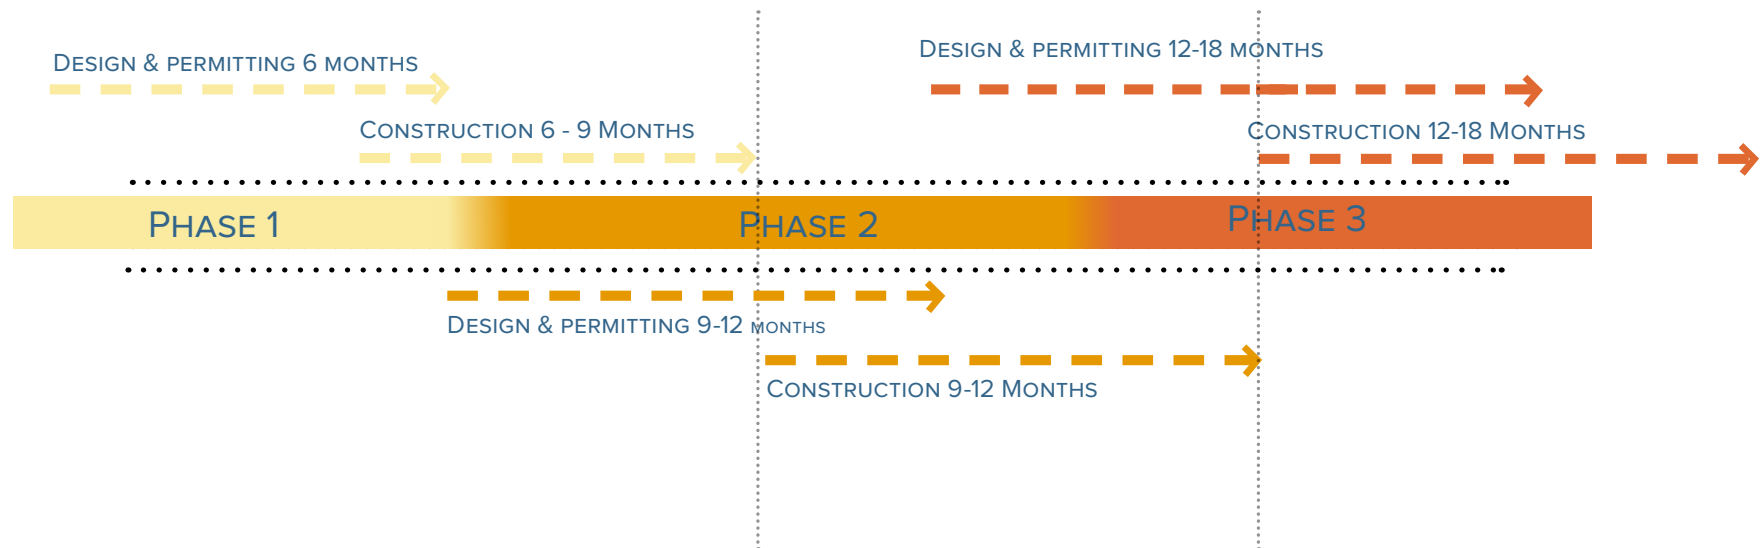 Design & permitting 6 months
Design & permitting 12-18 months
Construction 6 - 9 Months
Construction 12-18 Months
Phase 1
Phase 2
Phase 3
Design & permitting 9-12 months
Construction 9-12 Months